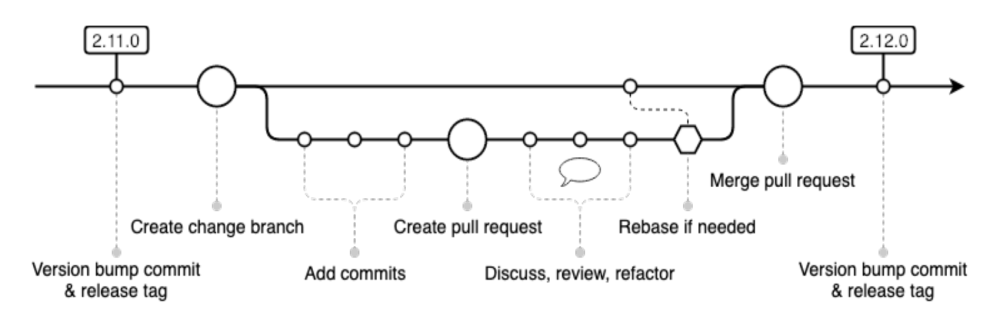 2.11.0
2.12.0
Merge pull request
Create change branch
Create pull request
Rebase if needed
Version bump commit
& release tag
Add commits
Discuss, review, refactor
Version bump commit
& release tag